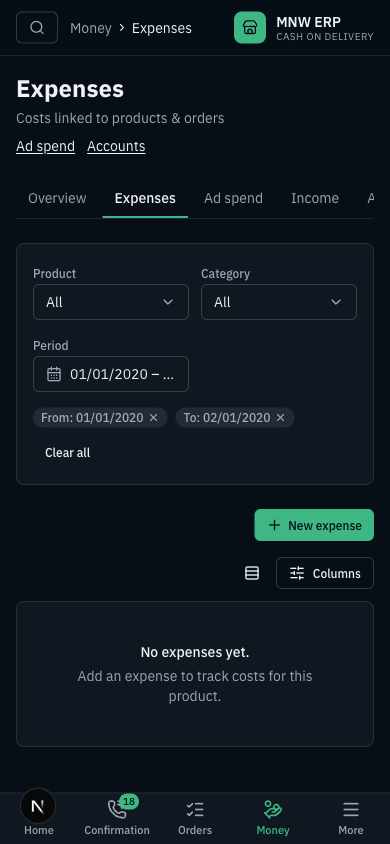 Money > Expenses
MNW ERP
CASH ON DELIVERY
Expenses
Costs linked to products & orders
Ad spend Accounts
Overview Expenses Ad spend Income A
Product Category
All All
Period
01/01/2020 – ...
From: 01/01/2020 × To: 02/01/2020 ×
Clear all
+ New expense
Columns
No expenses yet.
Add an expense to track costs for this
product.
N 18
Home Confirmation Orders Money More